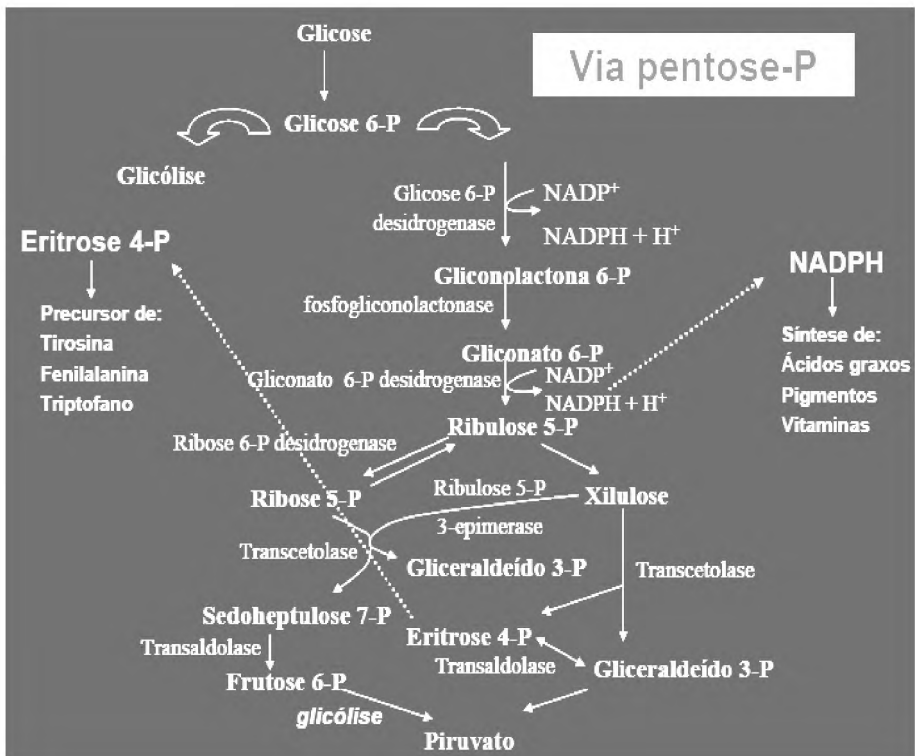 Glicose
Via pentose-P
Glicose 6-P
Glicólise
Glicose 6-P
desidrogenase
NADP+
NADPH + H+
Eritrose 4-P
Precursor de:
Tirosina
Fenilalanina
Triptofano
Gliconolactona 6-P
fosfogliconolactonase
NADPH
Síntese de:
Ácidos graxos
Pigmentos
Vitaminas
Gliconato 6-P
Gliconato 6-P desidrogenase
NADP+
NADPH + H+
Ribulose 5-P
Ribose 6-P desidrogenase
Ribose 5-P
Ribulose 5-P
3-epimerase
Xilulose
Transcetolase
Gliceraldeído 3-P
Transcetolase
Sedoheptulose 7-P
Eritrose 4-P
Transaldolase
Transaldolase
Gliceraldeído 3-P
Frutose 6-P
glicólise
Piruvato